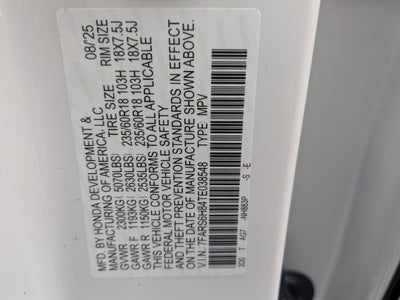 MFD. BY HONDA DEVELOPMENT & 08/25
MANUFACTURING OF AMERICA, LLC
TIRE SIZE RIM SIZE
GVWR 2300KG( 5070LBS) 235/60R18 103H 18X7.5J
GAWR F 1193KG( 2630LBS) 235/60R18 103H 18X7.5J
GAWR R 1150KG( 2535LBS)
THIS VEHICLE CONFORMS TO ALL APPLICABLE
FEDERAL MOTOR VEHICLE SAFETY
AND THEFT PREVENTION STANDARDS IN EFFECT
ON THE DATE OF MANUFACTURE SHOWN ABOVE.
V.I.N.: 7FARS6H84TE038548 TYPE: MPV
XX0 T AG7 -NH883P -S -E